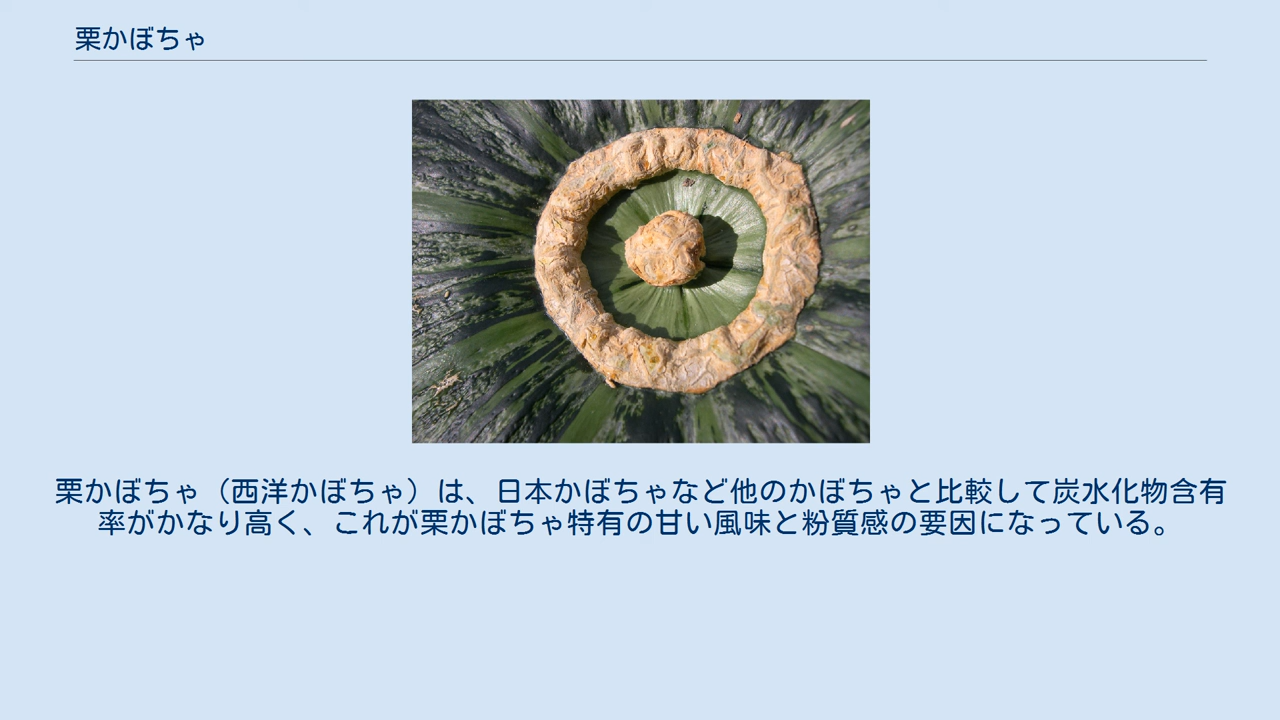 栗かぼちゃ
栗かぼちゃ（西洋かぼちゃ）は、日本かぼちゃなど他のかぼちゃと比較して炭水化物含有
率がかなり高く、これが栗かぼちゃ特有の甘い風味と粉質感の要因になっている。